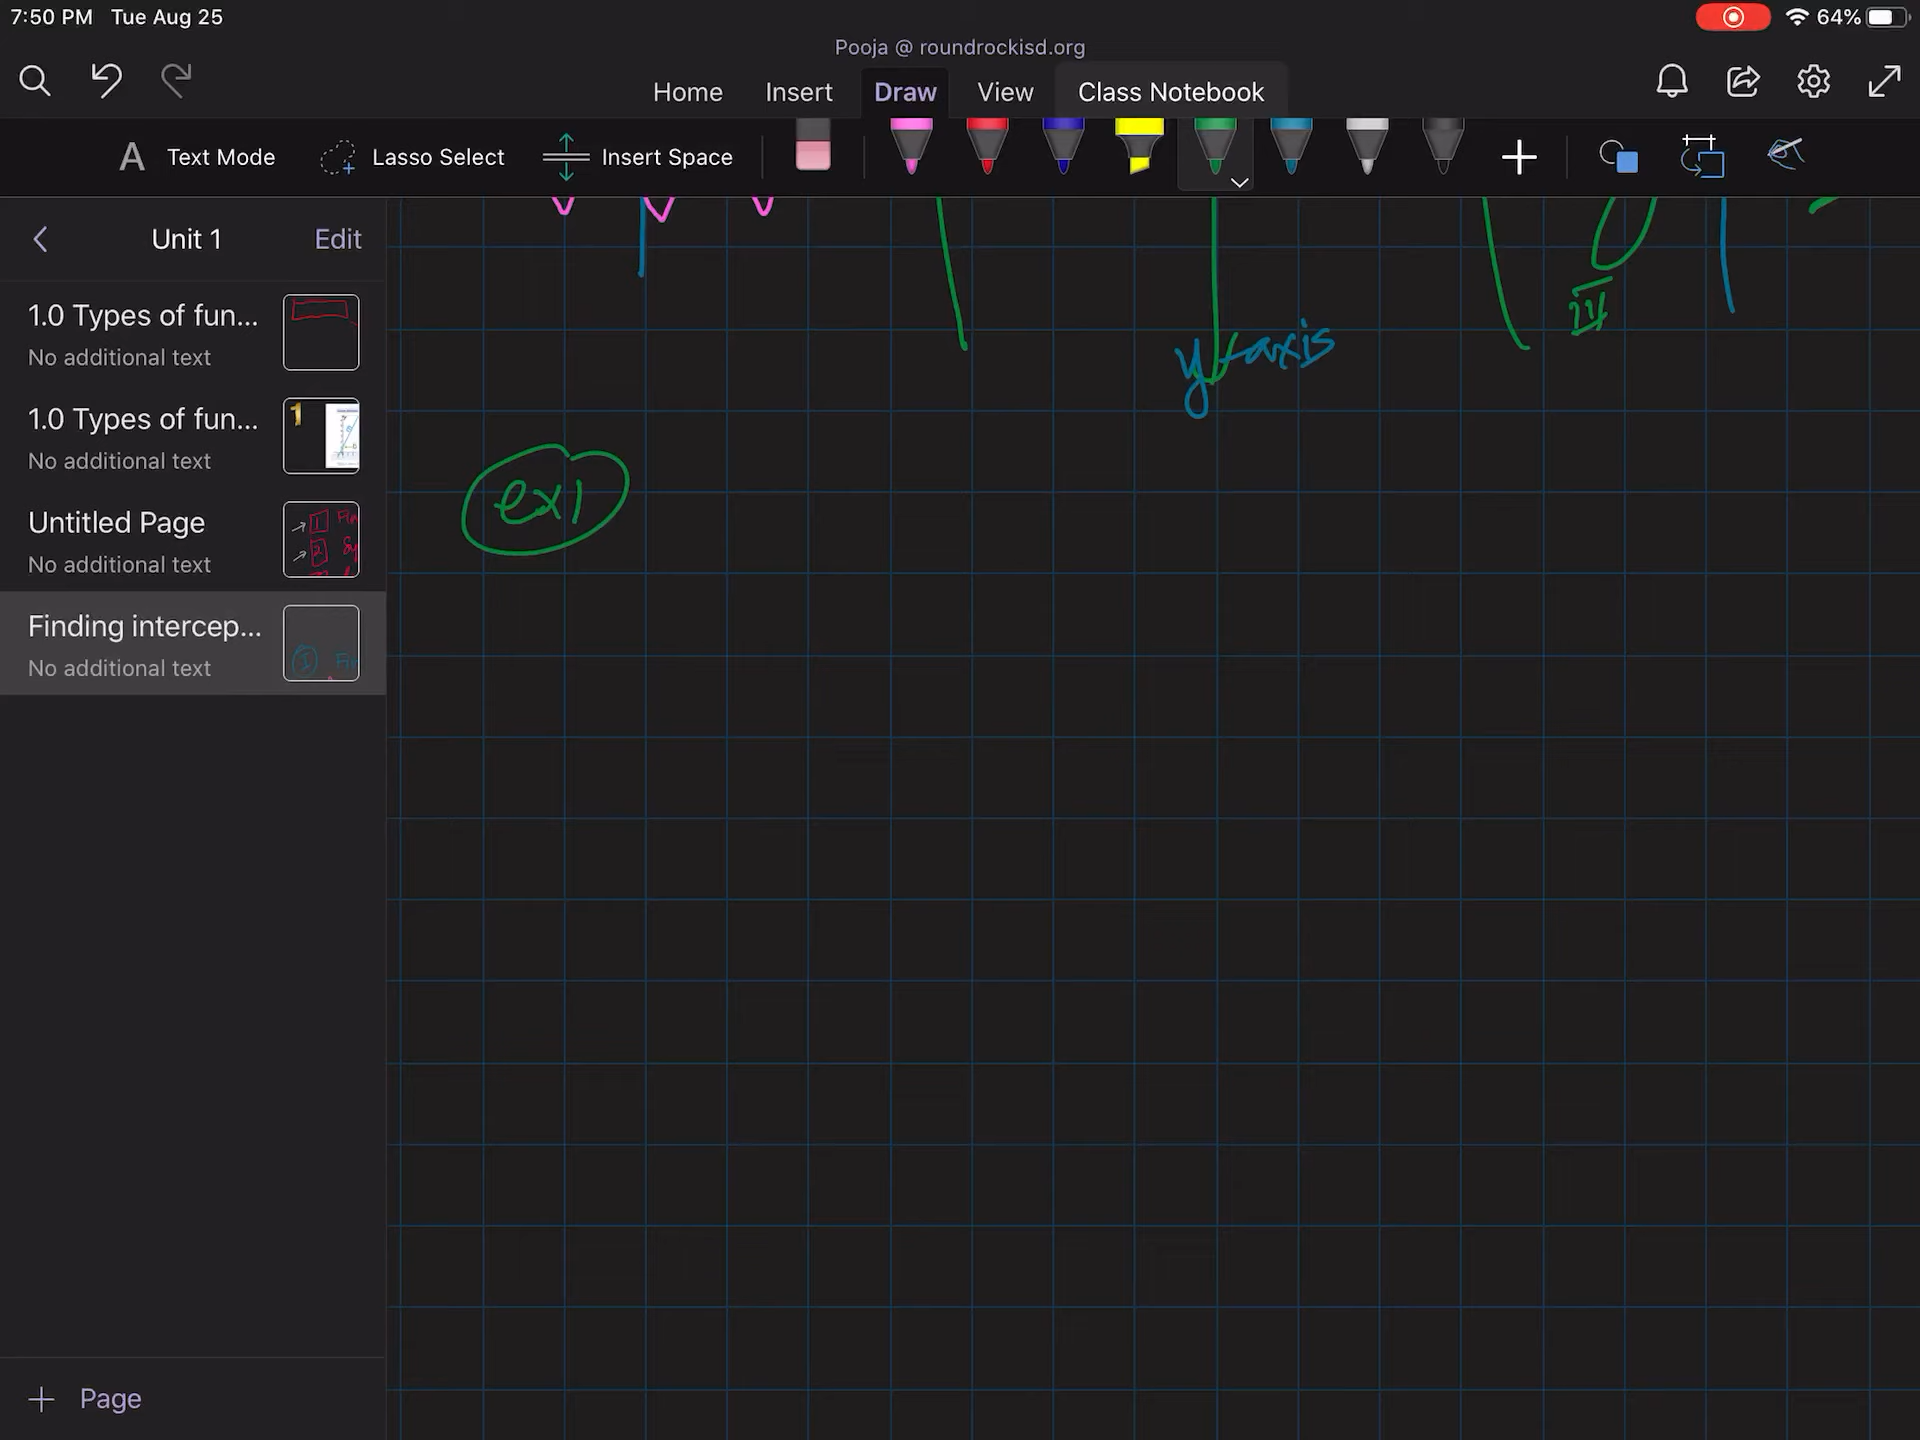 7:50 PM Tue Aug 25
64%
Pooja @ roundrockisd.org
Home Insert Draw View Class Notebook
A Text Mode Lasso Select Insert Space
Unit 1 Edit
1.0 Types of fun...
No additional text
1.0 Types of fun...
No additional text
Untitled Page
No additional text
Finding intercep...
No additional text
y-axis
ex1
Page